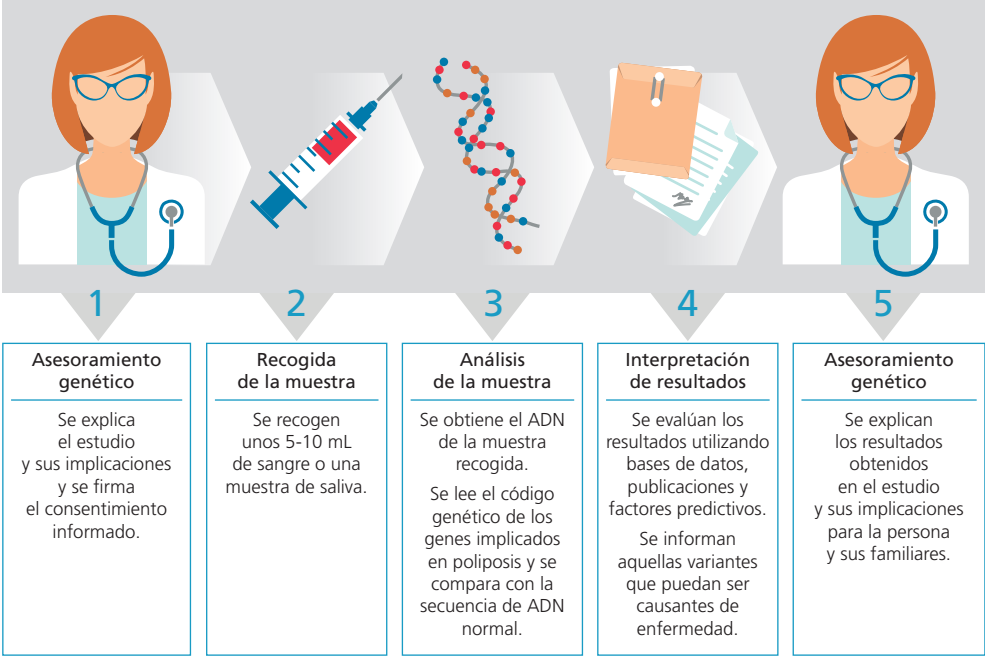 1
Asesoramiento
genético
Se explica
el estudio
y sus implicaciones
y se firma
el consentimiento
informado.
2
Recogida
de la muestra
Se recogen
unos 5-10 mL
de sangre o una
muestra de saliva.
3
Análisis
de la muestra
Se obtiene el ADN
de la muestra
recogida.
Se lee el código
genético de los
genes implicados
en poliposis y se
compara con la
secuencia de ADN
normal.
4
Interpretación
de resultados
Se evalúan los
resultados utilizando
bases de datos,
publicaciones y
factores predictivos.
Se informan
aquellas variantes
que puedan ser
causantes de
enfermedad.
5
Asesoramiento
genético
Se explican
los resultados
obtenidos
en el estudio
y sus implicaciones
para la persona
y sus familiares.